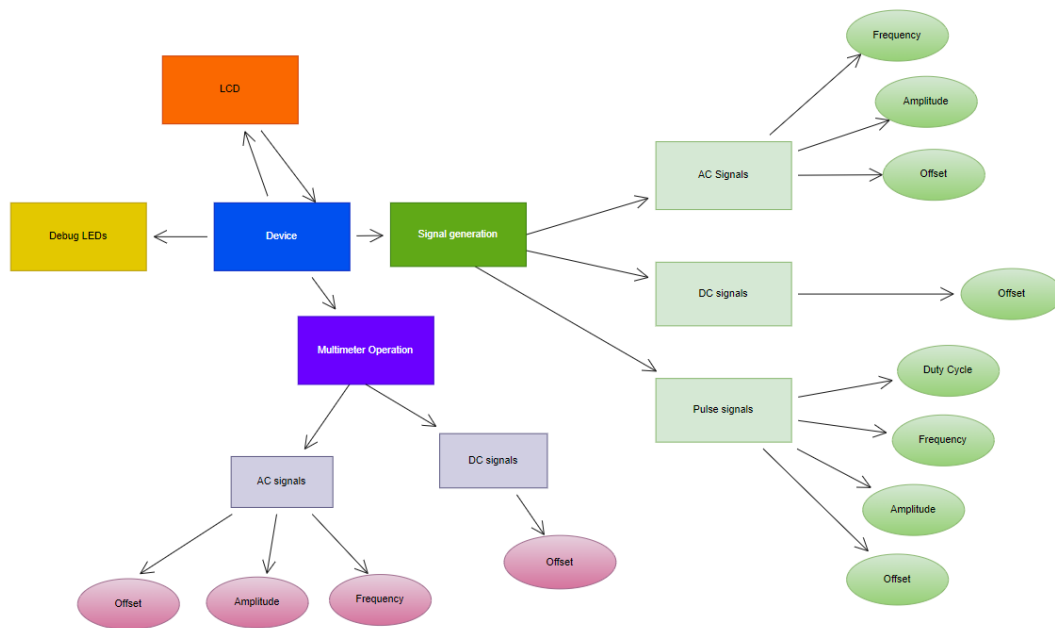 Frequency
LCD
Amplitude
AC Signals
Offset
Debug LEDs
Device
Signal generation
DC signals
Offset
Multimeter Operation
Duty Cycle
Pulse signals
Frequency
DC signals
AC signals
Amplitude
Offset
Offset
Offset
Amplitude
Frequency